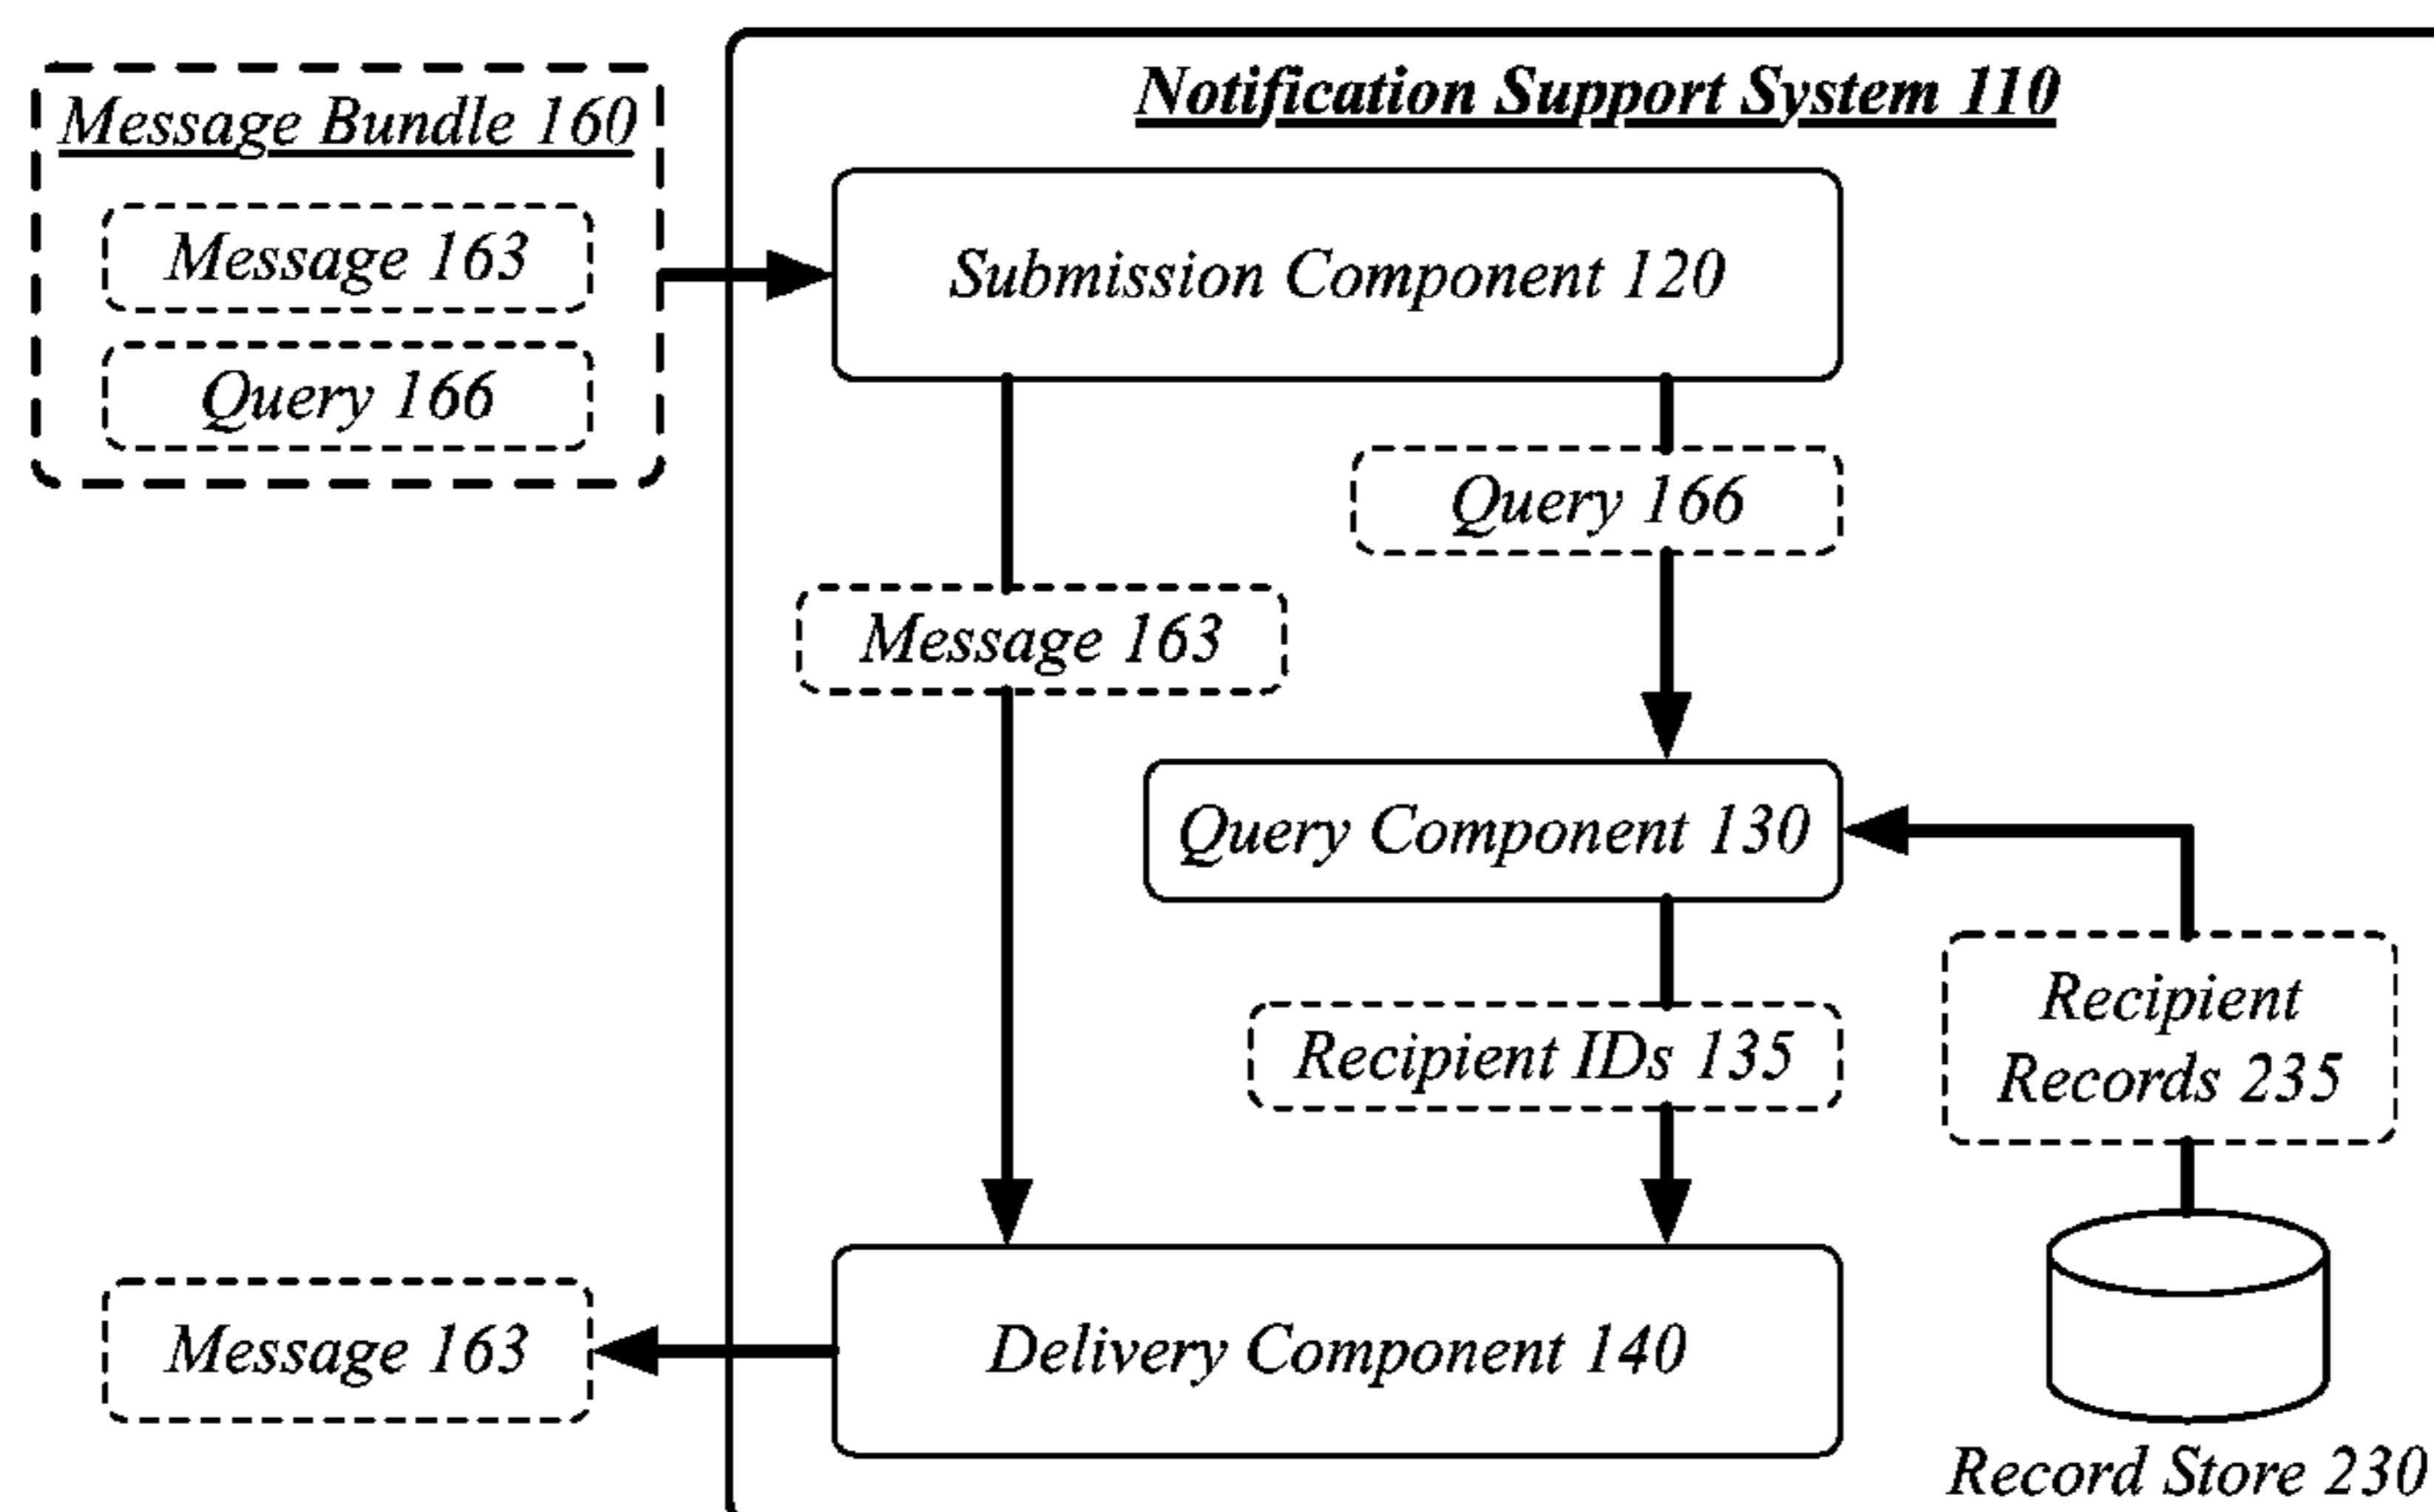 Notification Support System 110
Message Bundle 160
Message 163
Query 166
Submission Component 120
Query 166
Message 163
Query Component 130
Recipient IDs 135
Recipient
Records 235
Message 163
Delivery Component 140
Record Store 230